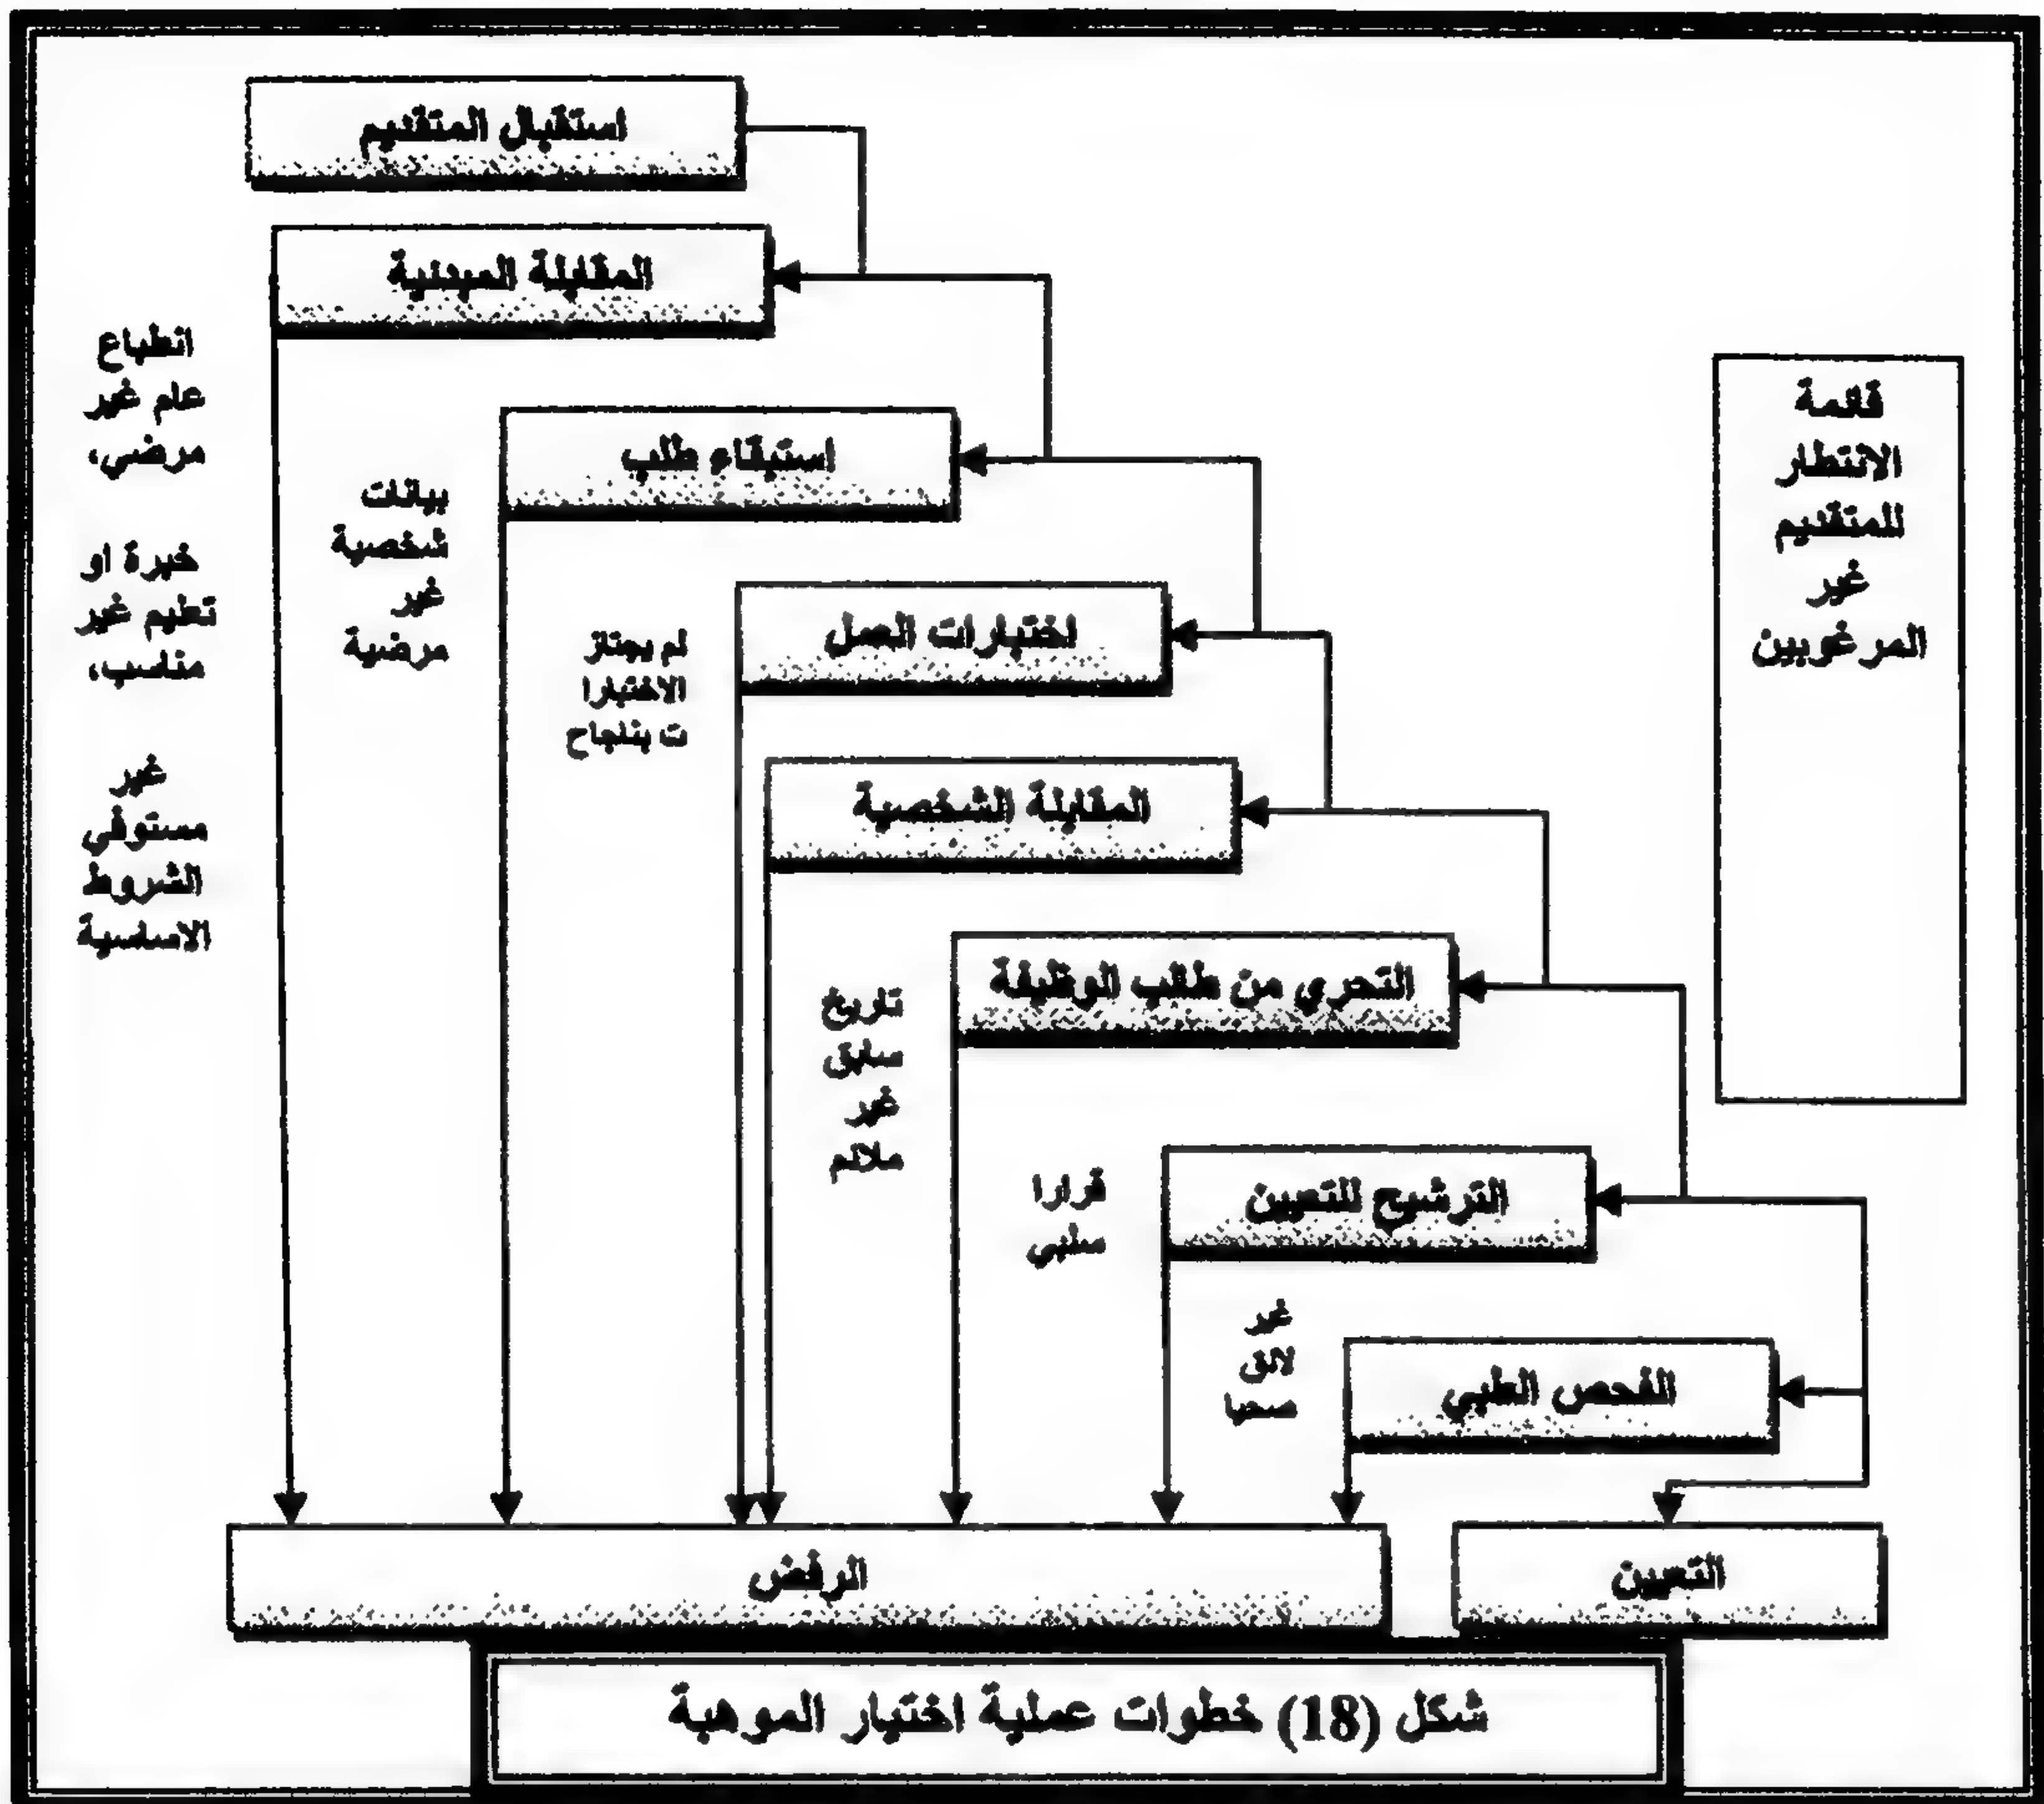 استقبال المتقديم
المقابلة المبدئية
انطباع
عام غير
مرضي،
خبرة او
تعليم غير
مناسب،
غير
مستوفي
الشروط
الاساسية
استيفاء طلب
بيانات
شخصية
غير
مرضية
اختبارات العمل
لم يجتاز
الاختبارا
ت بنجاح
المقابلة الشخصية
التحري من طالب الوظيفة
تاريخ
سابق
غير
ملائم
الترشيح للتعيين
قرارا
سلبي
الفحص الطبي
غير
لائق
صحيا
قائمة
الانتظار
للمتقديم
غير
المرغوبين
التعيين
الرفض
شكل (18) خطوات عملية اختيار الموهبة